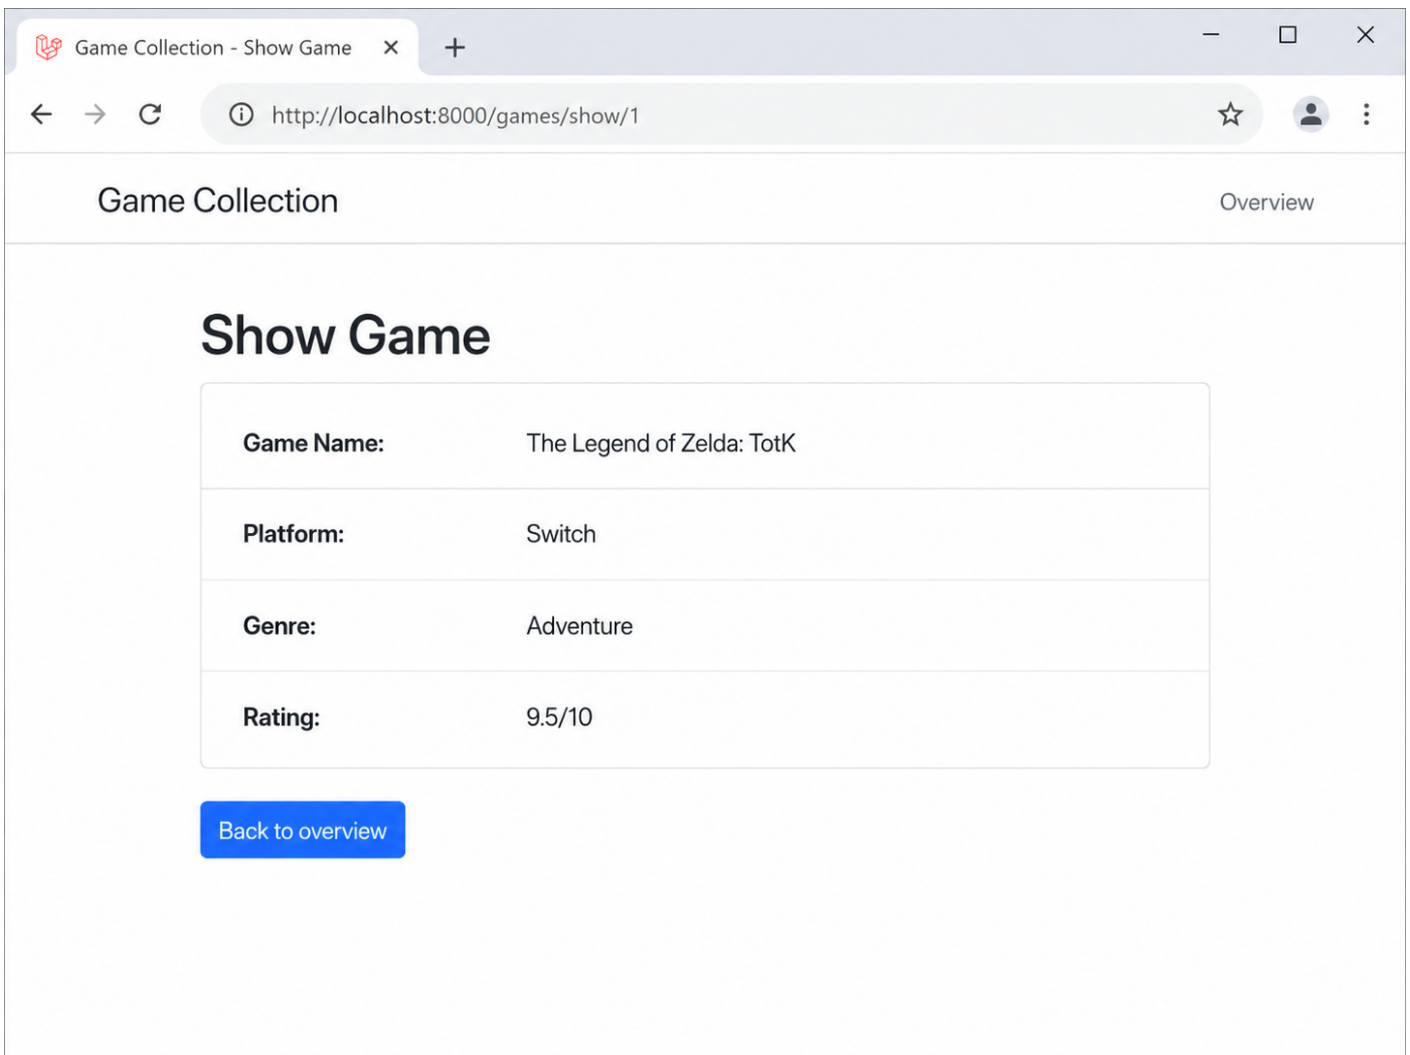 Game Collection - Show Game
http://localhost:8000/games/show/1
Game Collection
Overview
Show Game
Game Name: The Legend of Zelda: TotK
Platform: Switch
Genre: Adventure
Rating: 9.5/10
Back to overview